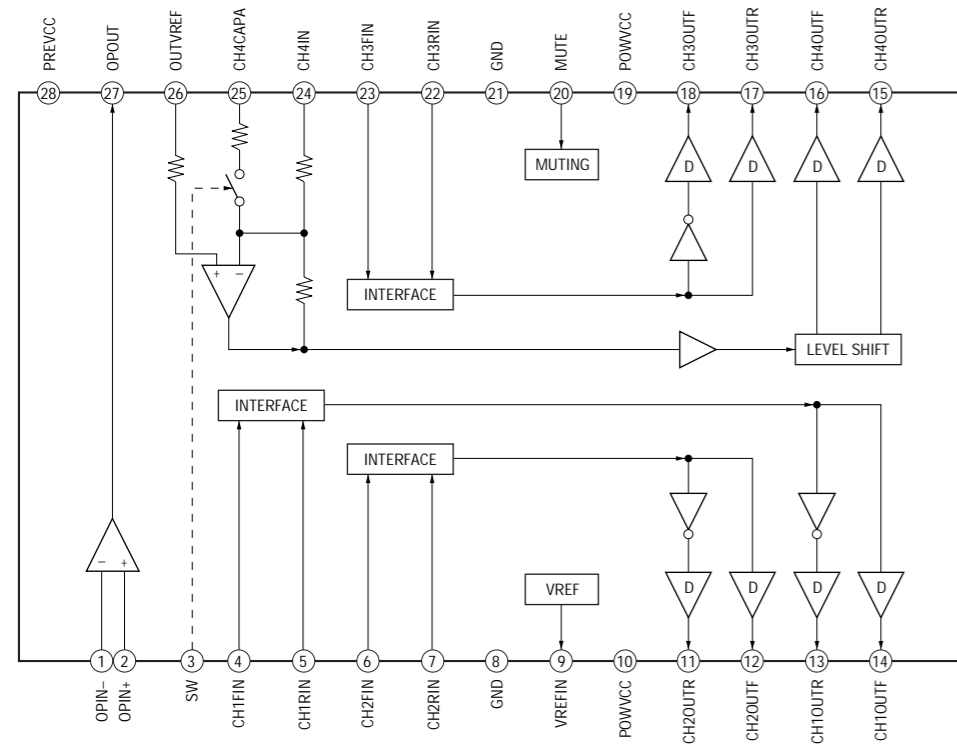 PREVCC
OPOUT
OUTVREF
CH4CAPA
CH4IN
CH3FIN
CH3RIN
GND
MUTE
POWVCC
CH3OUTF
CH3OUTR
CH4OUTF
CH4OUTR
28
27
26
25
24
23
22
21
20
19
18
17
16
15
MUTING
D
D
D
D
+ −
INTERFACE
LEVEL SHIFT
INTERFACE
INTERFACE
− +
VREF
D
D
D
D
1
2
3
4
5
6
7
8
9
10
11
12
13
14
OPIN−
OPIN+
SW
CH1FIN
CH1RIN
CH2FIN
CH2RIN
GND
VREFIN
POWVCC
CH2OUTR
CH2OUTF
CH1OUTR
CH1OUTF